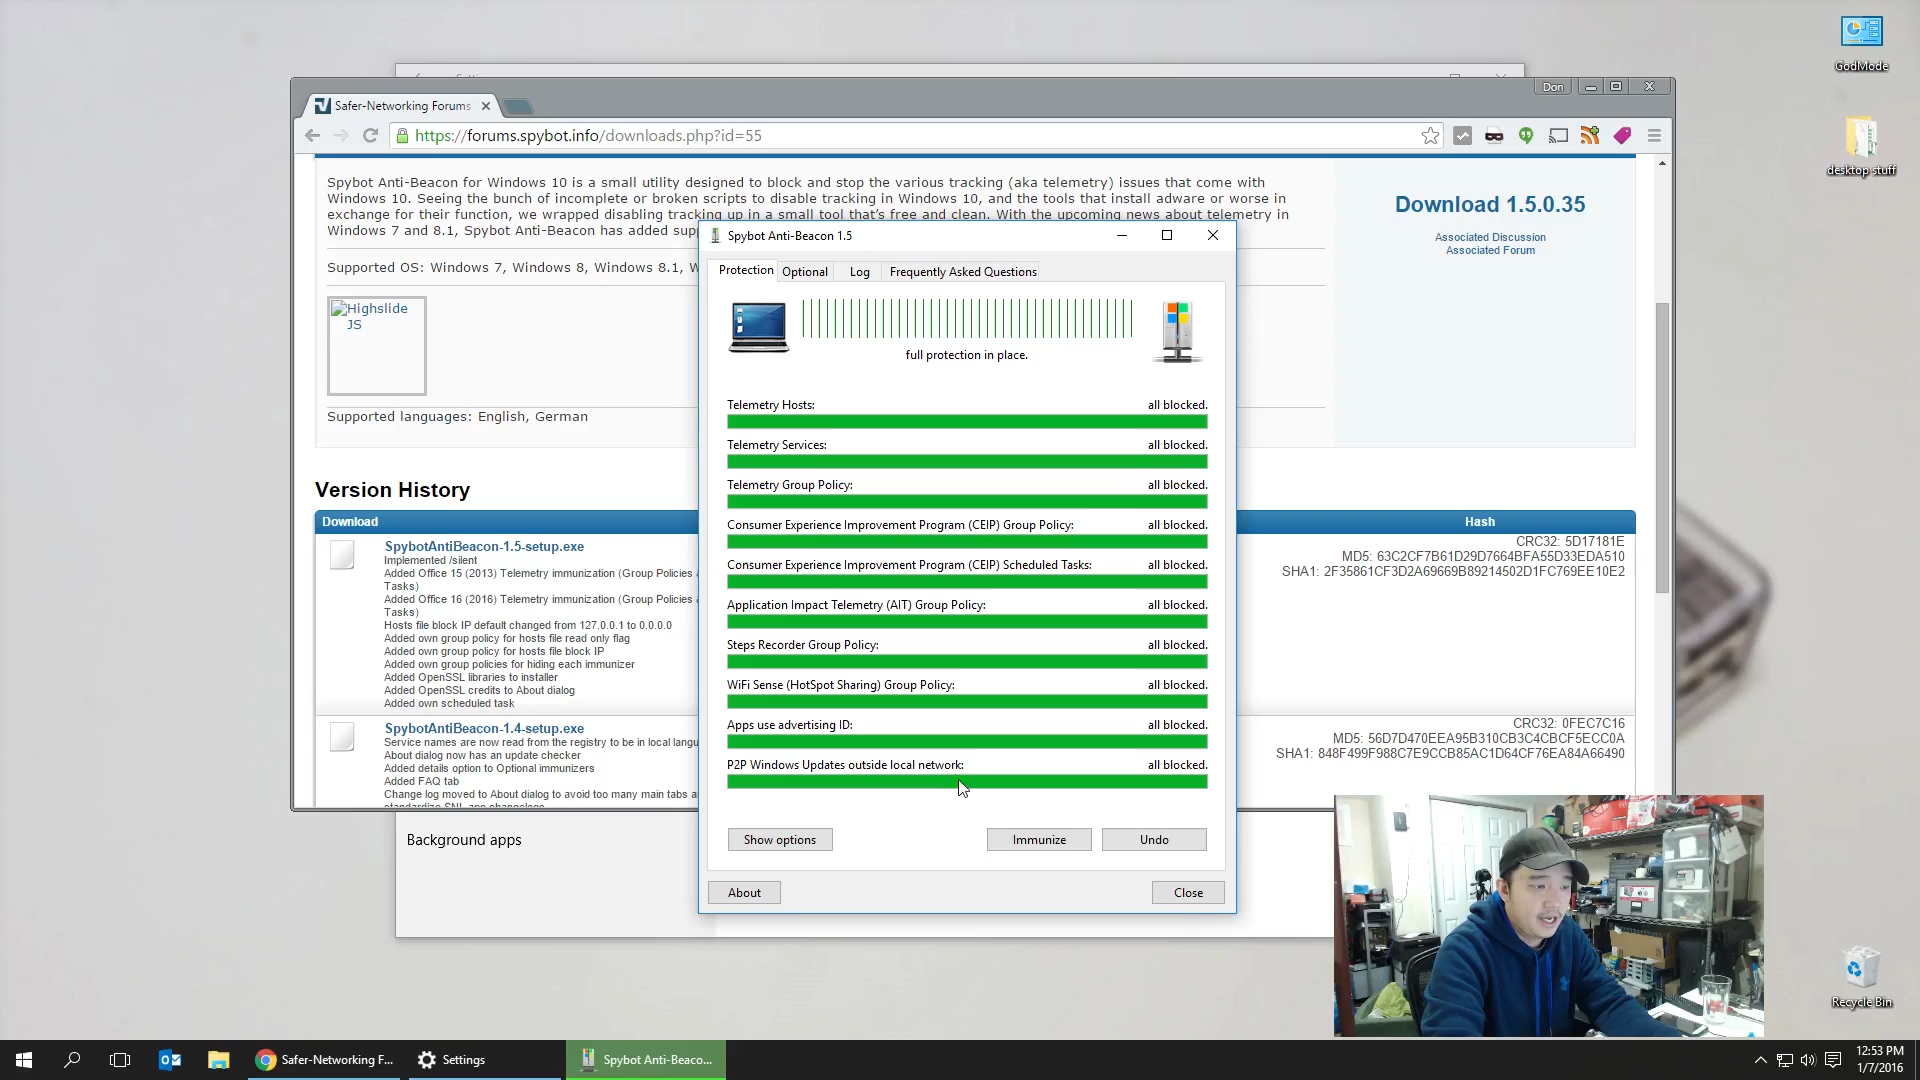 GodMode
desktop stuff
Don
Safer-Networking Forums
https://forums.spybot.info/downloads.php?id=55
Spybot Anti-Beacon for Windows 10 is a small utility designed to block and stop the various tracking (aka telemetry) issues that come with
Windows 10. Seeing the bunch of incomplete or broken scripts to disable tracking in Windows 10, and the tools that install adware or worse in
exchange for their function, we wrapped disabling tracking up in a small tool that's free and clean. With the upcoming news about telemetry in
Windows 7 and 8.1, Spybot Anti-Beacon has added sup
Supported OS: Windows 7, Windows 8, Windows 8.1, W
Highslide
JS
Supported languages: English, German
Download 1.5.0.35
Associated Discussion
Associated Forum
Version History
Download
Hash
SpybotAntiBeacon-1.5-setup.exe
Implemented /silent
Added Office 15 (2013) Telemetry immunization (Group Policies &
Tasks)
Added Office 16 (2016) Telemetry immunization (Group Policies &
Tasks)
Hosts file block IP default changed from 127.0.0.1 to 0.0.0.0
Added own group policy for hosts file read only flag
Added own group policy for hosts file block IP
Added own group policies for hiding each immunizer
Added OpenSSL libraries to installer
Added OpenSSL credits to About dialog
Added own scheduled task
CRC32: 5D17181E
MD5: 63C2CF7B61D29D7664BFA55D33EDA510
SHA1: 2F35861CF3D2A69669B89214502D1FC769EE10E2
SpybotAntiBeacon-1.4-setup.exe
Service names are now read from the registry to be in local langu
About dialog now has an update checker
Added details option to Optional immunizers
Added FAQ tab
Change log moved to About dialog to avoid too many main tabs a
CRC32: 0FEC7C16
MD5: 56D7D470EEA95B310CB3C4CBCF5ECC0A
SHA1: 848F499F988C7E9CCB85AC1D64CF76EA84A66490
Spybot Anti-Beacon 1.5
Protection
Optional
Log
Frequently Asked Questions
full protection in place.
Telemetry Hosts: all blocked.
Telemetry Services: all blocked.
Telemetry Group Policy: all blocked.
Consumer Experience Improvement Program (CEIP) Group Policy: all blocked.
Consumer Experience Improvement Program (CEIP) Scheduled Tasks: all blocked.
Application Impact Telemetry (AIT) Group Policy: all blocked.
Steps Recorder Group Policy: all blocked.
WiFi Sense (HotSpot Sharing) Group Policy: all blocked.
Apps use advertising ID: all blocked.
P2P Windows Updates outside local network: all blocked.
Show options
Immunize
Undo
About
Close
Background apps
Recycle Bin
Safer-Networking F...
Settings
Spybot Anti-Beaco...
12:53 PM
1/7/2016